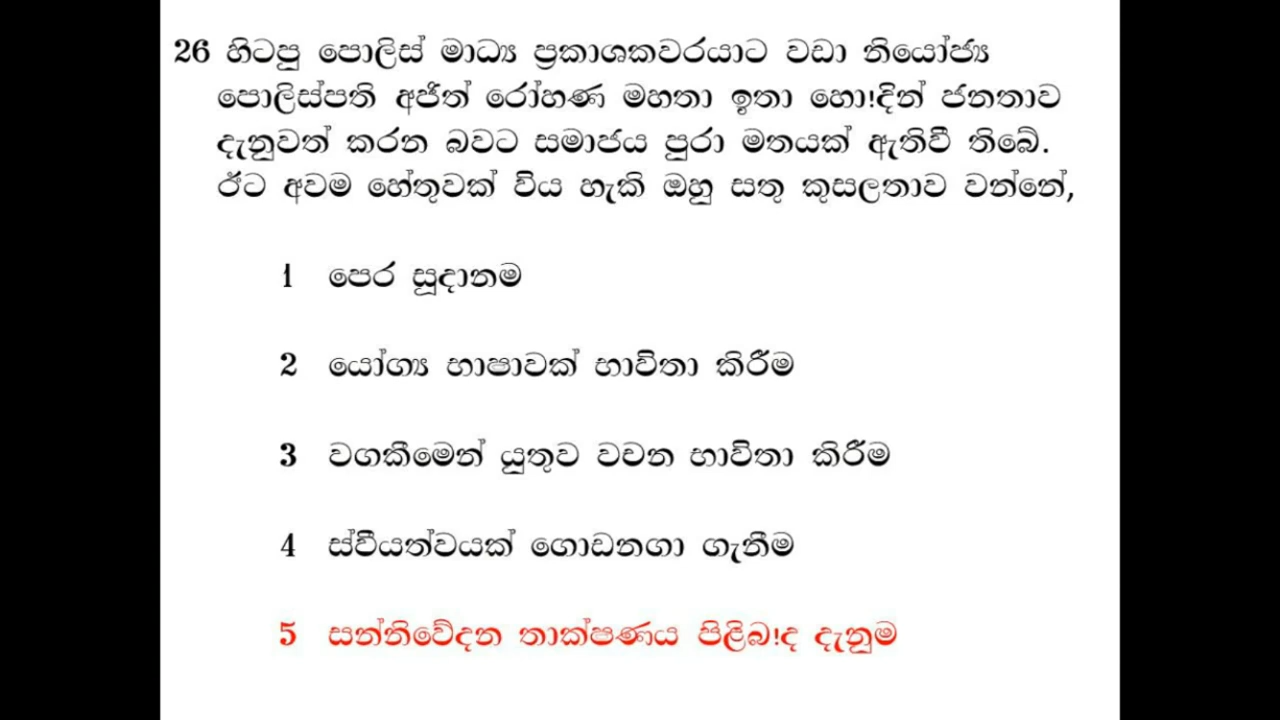 26 හිටපු පොලිස් මාධ්‍ය ප්‍රකාශකවරයාට වඩා නියෝජ්‍ය
පොලිස්පති අජිත් රෝහණ මහතා ඉතා හො!දින් ජනතාව
දැනුවත් කරන බවට සමාජය පුරා මතයක් ඇතිවී තිබේ.
ඊට අවම හේතුවක් විය හැකි ඔහු සතු කුසලතාව වන්නේ,
1 පෙර සූදානම
2 යෝග්‍ය භාෂාවක් භාවිතා කිරීම
3 වගකීමෙන් යුතුව වචන භාවිතා කිරීම
4 ස්වීයත්වයක් ගොඩනගා ගැනීම
5 සන්නිවේදන තාක්ෂණය පිළිබ!ද දැනුම